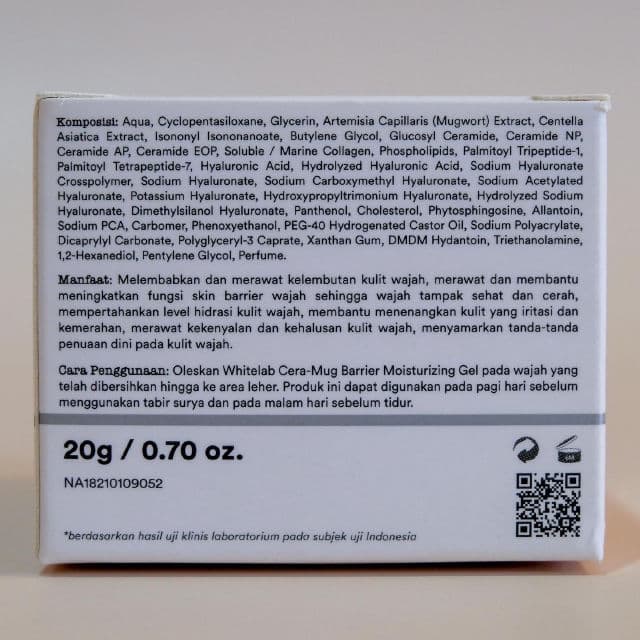 Komposisi: Aqua, Cyclopentasiloxane, Glycerin, Artemisia Capillaris (Mugwort) Extract, Centella
Asiatica Extract, Isononyl Isononanoate, Butylene Glycol, Glucosyl Ceramide, Ceramide NP,
Ceramide AP, Ceramide EOP, Soluble / Marine Collagen, Phospholipids, Palmitoyl Tripeptide-1,
Palmitoyl Tetrapeptide-7, Hyaluronic Acid, Hydrolyzed Hyaluronic Acid, Sodium Hyaluronate
Crosspolymer, Sodium Hyaluronate, Sodium Carboxymethyl Hyaluronate, Sodium Acetylated
Hyaluronate, Potassium Hyaluronate, Hydroxypropyltrimonium Hyaluronate, Hydrolyzed Sodium
Hyaluronate, Dimethylsilanol Hyaluronate, Panthenol, Cholesterol, Phytosphingosine, Allantoin,
Sodium PCA, Carbomer, Phenoxyethanol, PEG-40 Hydrogenated Castor Oil, Sodium Polyacrylate,
Dicaprylyl Carbonate, Polyglyceryl-3 Caprate, Xanthan Gum, DMDM Hydantoin, Triethanolamine,
1,2-Hexanediol, Pentylene Glycol, Perfume.
Manfaat: Melembabkan dan merawat kelembutan kulit wajah, merawat dan membantu
meningkatkan fungsi skin barrier wajah sehingga wajah tampak sehat dan cerah,
mempertahankan level hidrasi kulit wajah, membantu menenangkan kulit yang iritasi dan
kemerahan, merawat kekenyalan dan kehalusan kulit wajah, menyamarkan tanda-tanda
penuaan dini pada kulit wajah.
Cara Penggunaan: Oleskan Whitelab Cera-Mug Barrier Moisturizing Gel pada wajah yang
telah dibersihkan hingga ke area leher. Produk ini dapat digunakan pada pagi hari sebelum
menggunakan tabir surya dan pada malam hari sebelum tidur.
20g / 0.70 oz.
NA18210109052
*berdasarkan hasil uji klinis laboratorium pada subjek uji Indonesia